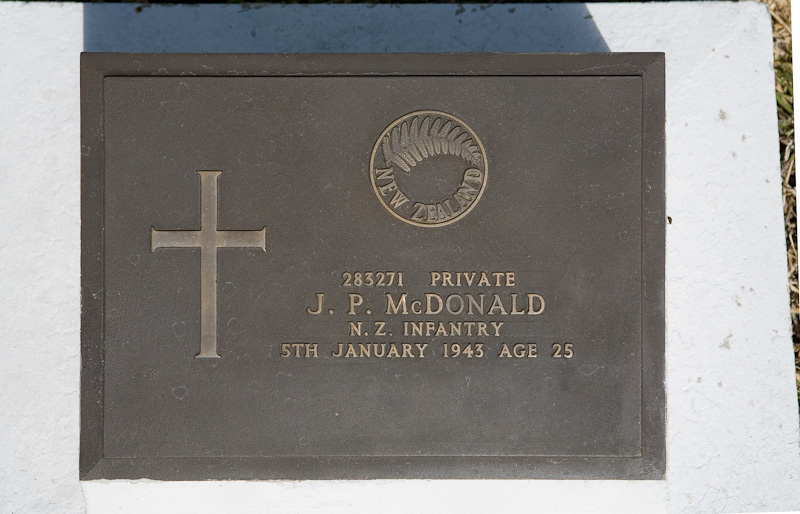 NEW ZEALAND
283271 PRIVATE
J. P. McDONALD
N. Z. INFANTRY
5TH JANUARY 1943 AGE 25